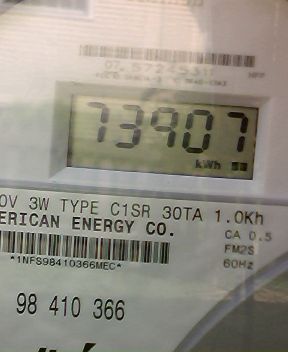 73907
kWh
0V 3W TYPE C1SR 30TA 1.0Kh
ERICAN ENERGY CO.
CA 0.5
FM2S
60Hz
*1NFS98410366MEC*
98 410 366